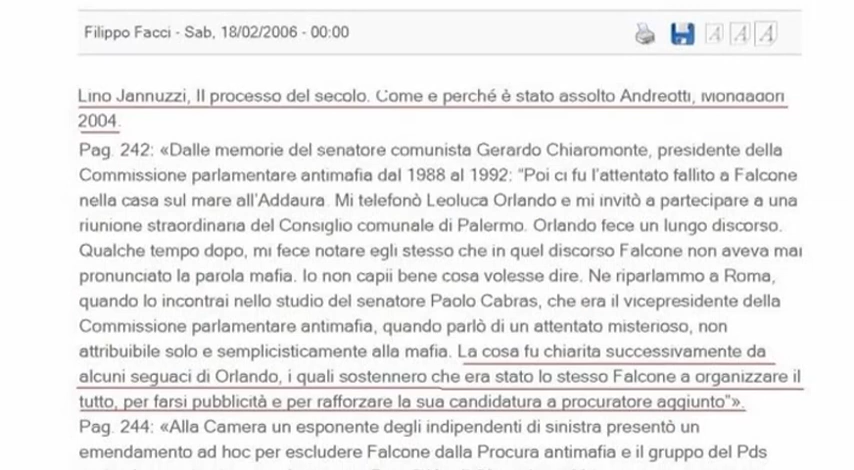 Filippo Facci - Sab, 18/02/2006 - 00:00
A A A
Lino Jannuzzi, Il processo del secolo. Come e perché è stato assolto Andreotti, Mondadori
2004.
Pag. 242: «Dalle memorie del senatore comunista Gerardo Chiaromonte, presidente della
Commissione parlamentare antimafia dal 1988 al 1992: "Poi ci fu l'attentato fallito a Falcone
nella casa sul mare all'Addaura. Mi telefonò Leoluca Orlando e mi invitò a partecipare a una
riunione straordinaria del Consiglio comunale di Palermo. Orlando fece un lungo discorso.
Qualche tempo dopo, mi fece notare egli stesso che in quel discorso Falcone non aveva mai
pronunciato la parola mafia. Io non capii bene cosa volesse dire. Ne riparlammo a Roma,
quando lo incontrai nello studio del senatore Paolo Cabras, che era il vicepresidente della
Commissione parlamentare antimafia, quando parlò di un attentato misterioso, non
attribuibile solo e semplicisticamente alla mafia. La cosa fu chiarita successivamente da
alcuni seguaci di Orlando, i quali sostennero che era stato lo stesso Falcone a organizzare il
tutto, per farsi pubblicità e per rafforzare la sua candidatura a procuratore aggiunto"».
Pag. 244: «Alla Camera un esponente degli indipendenti di sinistra presentò un
emendamento ad hoc per escludere Falcone dalla Procura antimafia e il gruppo del Pds